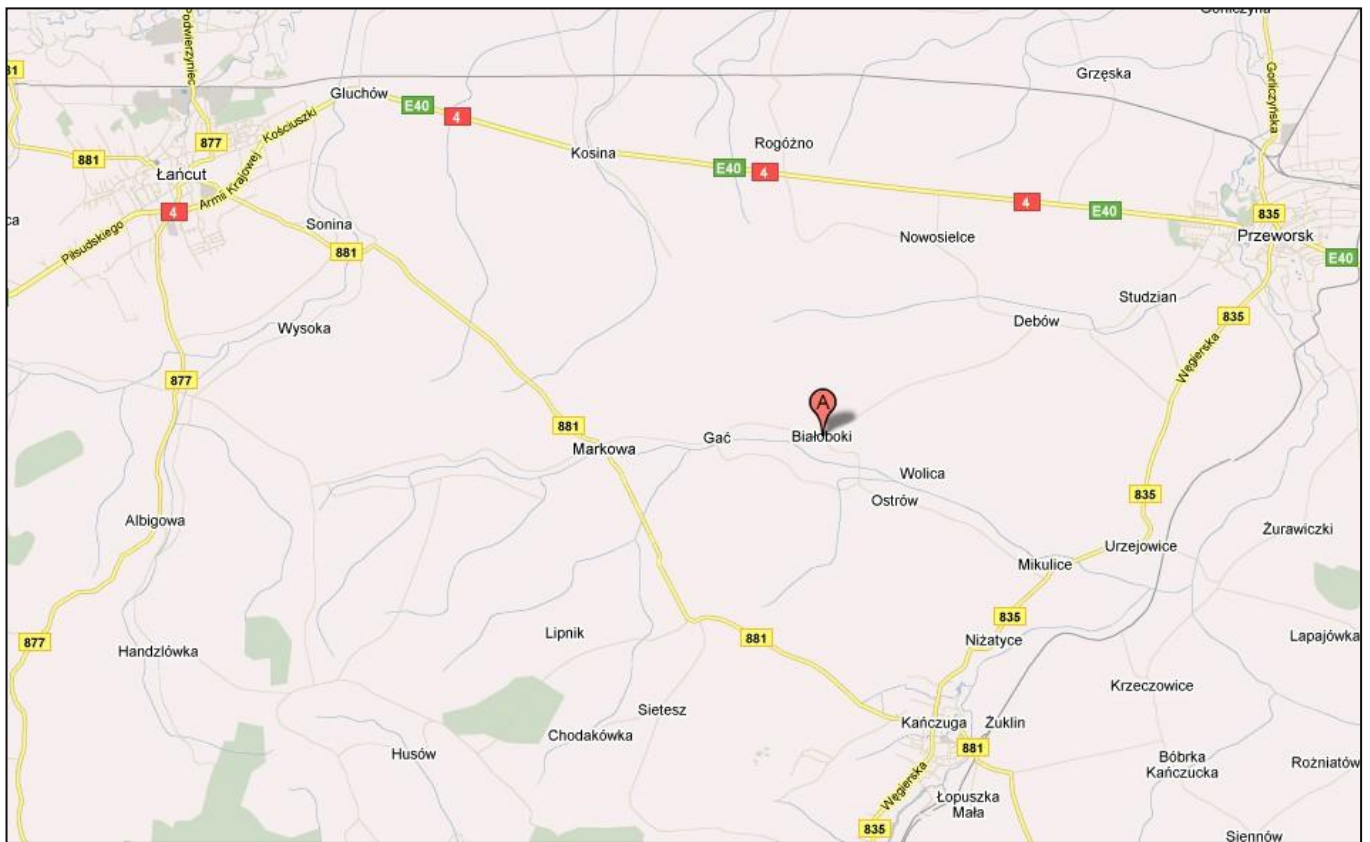 Gorliczyna
Podwierzyniec
81
Grzęska
Gorliczyńska
Głuchów
E40
4
Kościuszki
877
881
Kosina
Rogóżno
E40
4
Łańcut
Armii Krajowej
4
4
E40
835
ca
Sonina
Piłsudskiego
881
Nowosielce
Przeworsk
E40
Studzian
Wysoka
Debów
835
Węgierska
877
A
881
Gać
Białoboki
Markowa
Wolica
835
Ostrów
Albigowa
Żurawiczki
Urzejowice
Mikulice
835
877
Lipnik
881
Niżatyce
Lapajówka
Handzlówka
Krzeczowice
Sietesz
Kańczuga
Żuklin
Chodakówka
881
Husów
Bóbrka
Kańczucka
Rożniatów
Węgierska
Łopuszka
Mała
835
Siennów